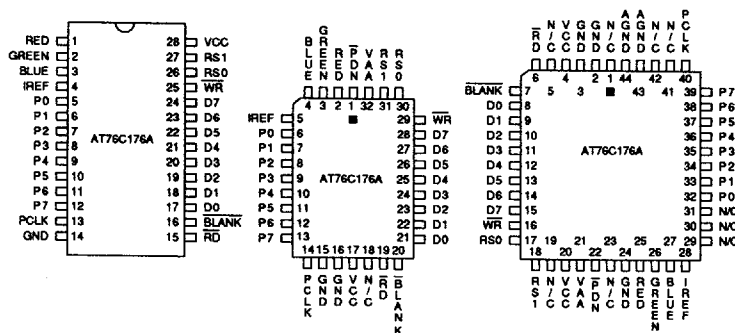 RED 1 28 VCC
GREEN 2 27 RS1
BLUE 3 26 RS0
IREF 4 25 WR
P0 5 24 D7
P1 6 23 D6
P2 7 22 D5
P3 8 21 D4
P4 9 20 D3
P5 10 19 D2
P6 11 18 D1
P7 12 17 D0
PCLK 13 16 BLANK
GND 14 15 RD
AT76C176A
BLUE GREEN RED PDN VAA RS1 RS0
4 3 2 1 32 31 30
IREF 5 29 WR
P0 6 28 D7
P1 7 27 D6
P2 8 26 D5
P3 9 25 D4
P4 10 24 D3
P5 11 23 D2
P6 12 22 D1
P7 13 21 D0
AT76C176A
14 15 16 17 18 19 20
PCLK GND GND VCC N/C RD BLANK
RD N/C VCC GND GND N/C AGND AGND N/C N/C PCLK
6 5 4 3 2 1 44 43 42 41 40
BLANK 7 39 P7
D0 8 38 P6
D1 9 37 P5
D2 10 36 P4
D3 11 35 P3
D4 12 34 P2
D5 13 33 P1
D6 14 32 P0
D7 15 31 N/C
WR 16 30 N/C
RS0 17 29 N/C
AT76C176A
18 19 20 21 22 23 24 25 26 27 28
RS1 N/C VCC VAA PDN N/C GND RED GREEN BLUE IREF